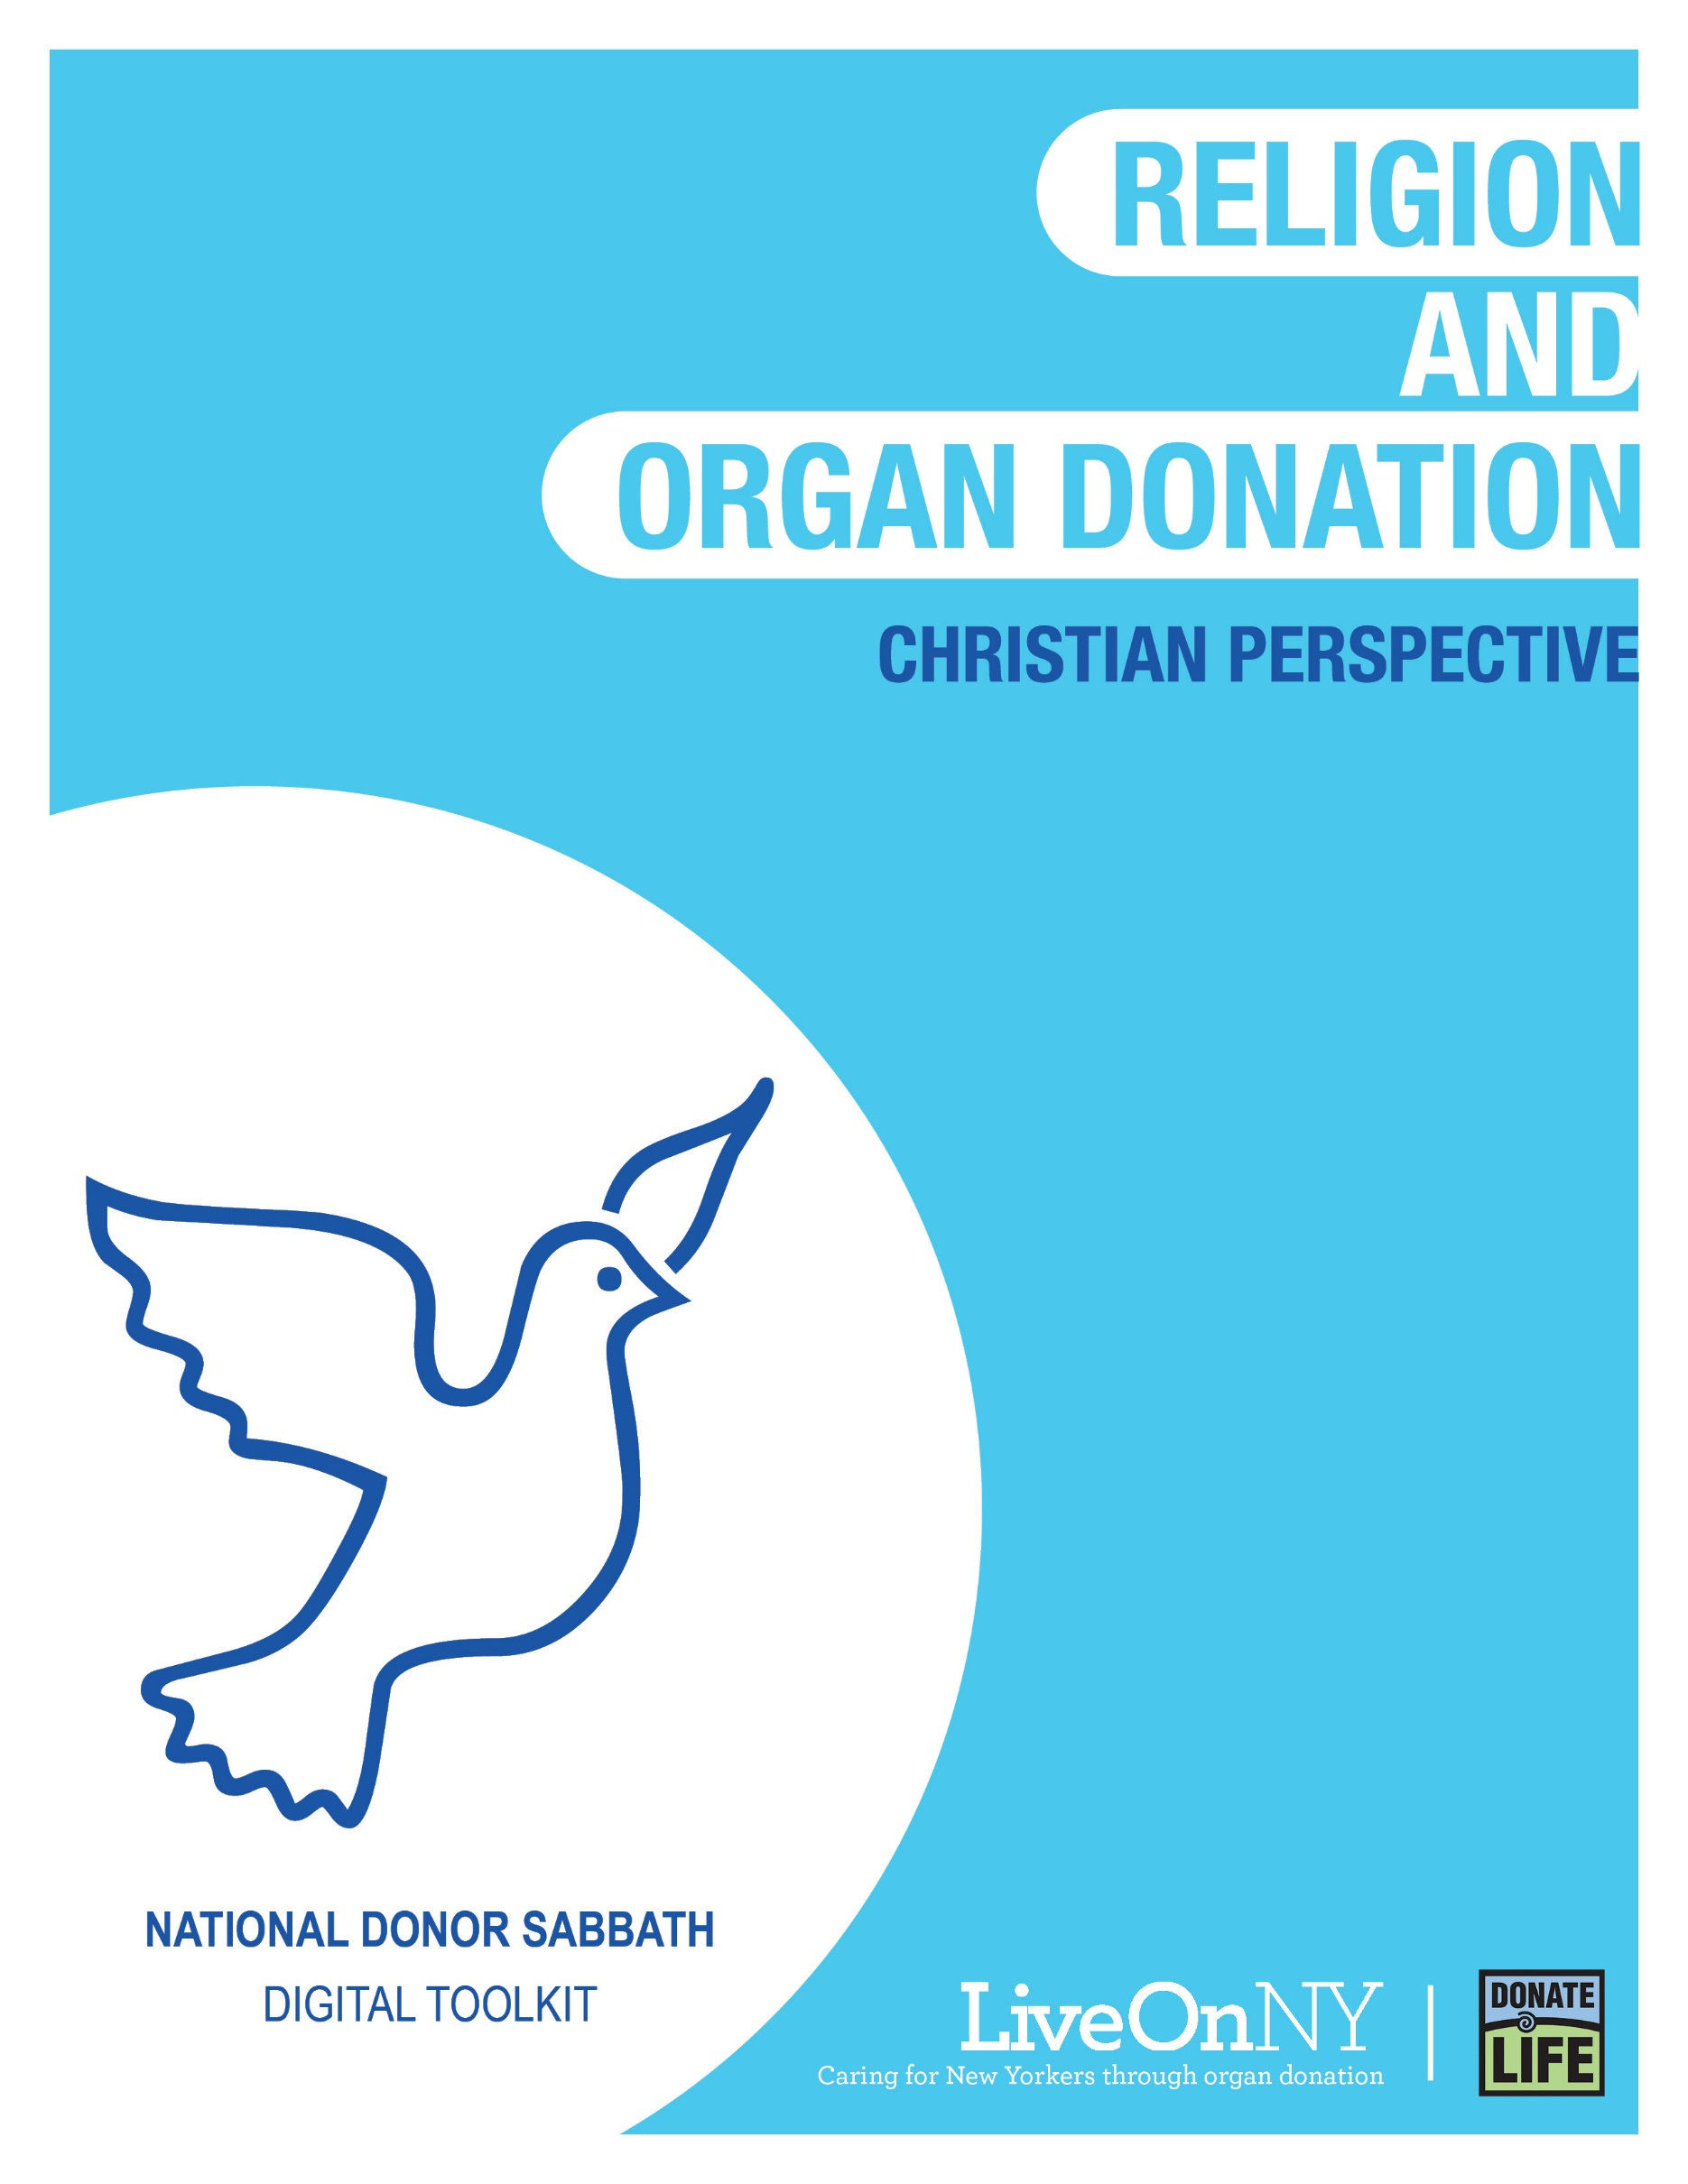 RELIGION
AND
ORGAN DONATION
CHRISTIAN PERSPECTIVE
NATIONAL DONOR SABBATH
DIGITAL TOOLKIT
LiveOnNY
Caring for New Yorkers through organ donation
DONATE
LIFE